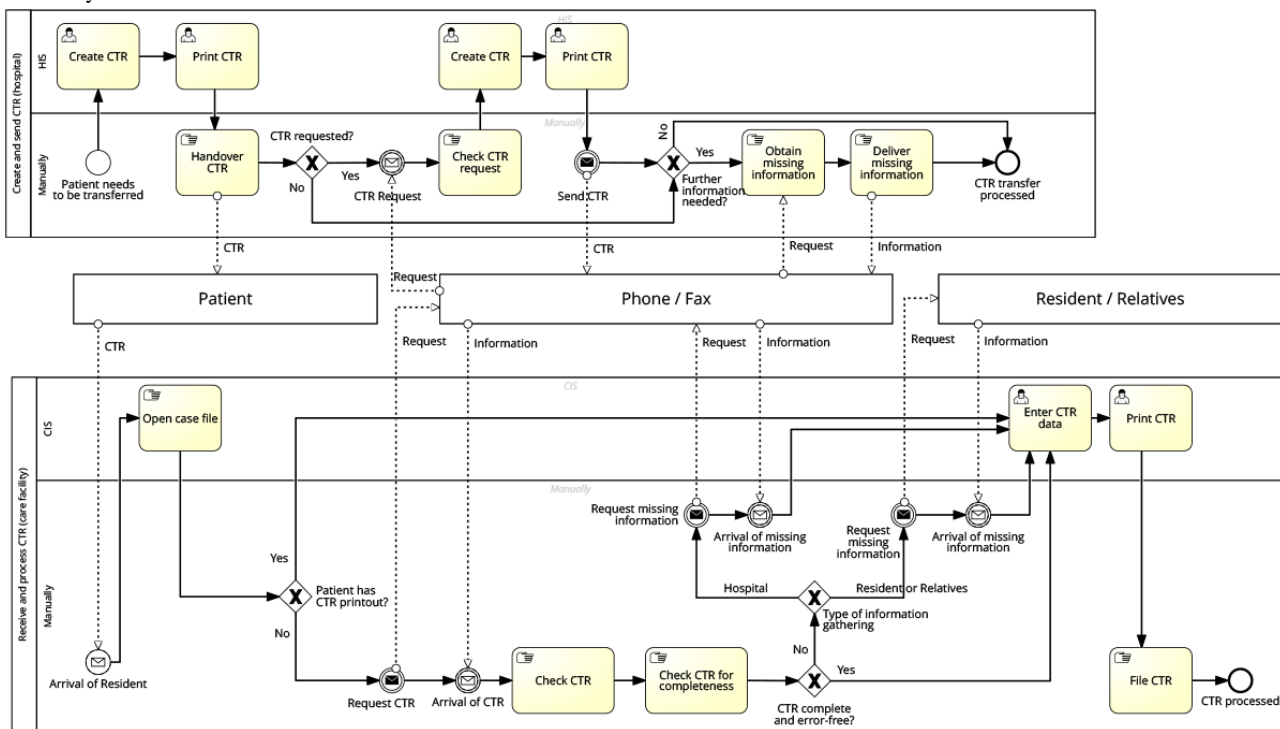 HIS
Create and send CTR (hospital)
HIS
Create CTR
Print CTR
Create CTR
Print CTR
Manually
Manually
Patient needs
to be transferred
Handover
CTR
CTR requested?
Yes
No
CTR Request
Check CTR
request
Send CTR
No
Yes
Further
information
needed?
Obtain
missing
information
Deliver
missing
information
CTR transfer
processed
CTR
Request
CTR
Request
Information
Patient
Phone / Fax
Resident / Relatives
CTR
Request
Information
Request
Information
Request
Information
Receive and process CTR (care facility)
CIS
CIS
Open case file
Enter CTR
data
Print CTR
Manually
Manually
Request missing
information
Arrival of missing
information
Request
missing
information
Arrival of missing
information
Yes
Patient has
CTR printout?
No
Hospital
Resident or Relatives
Type of information
gathering
Arrival of Resident
Request CTR
Arrival of CTR
Check CTR
Check CTR for
completeness
No
Yes
CTR complete
and error-free?
File CTR
CTR processed